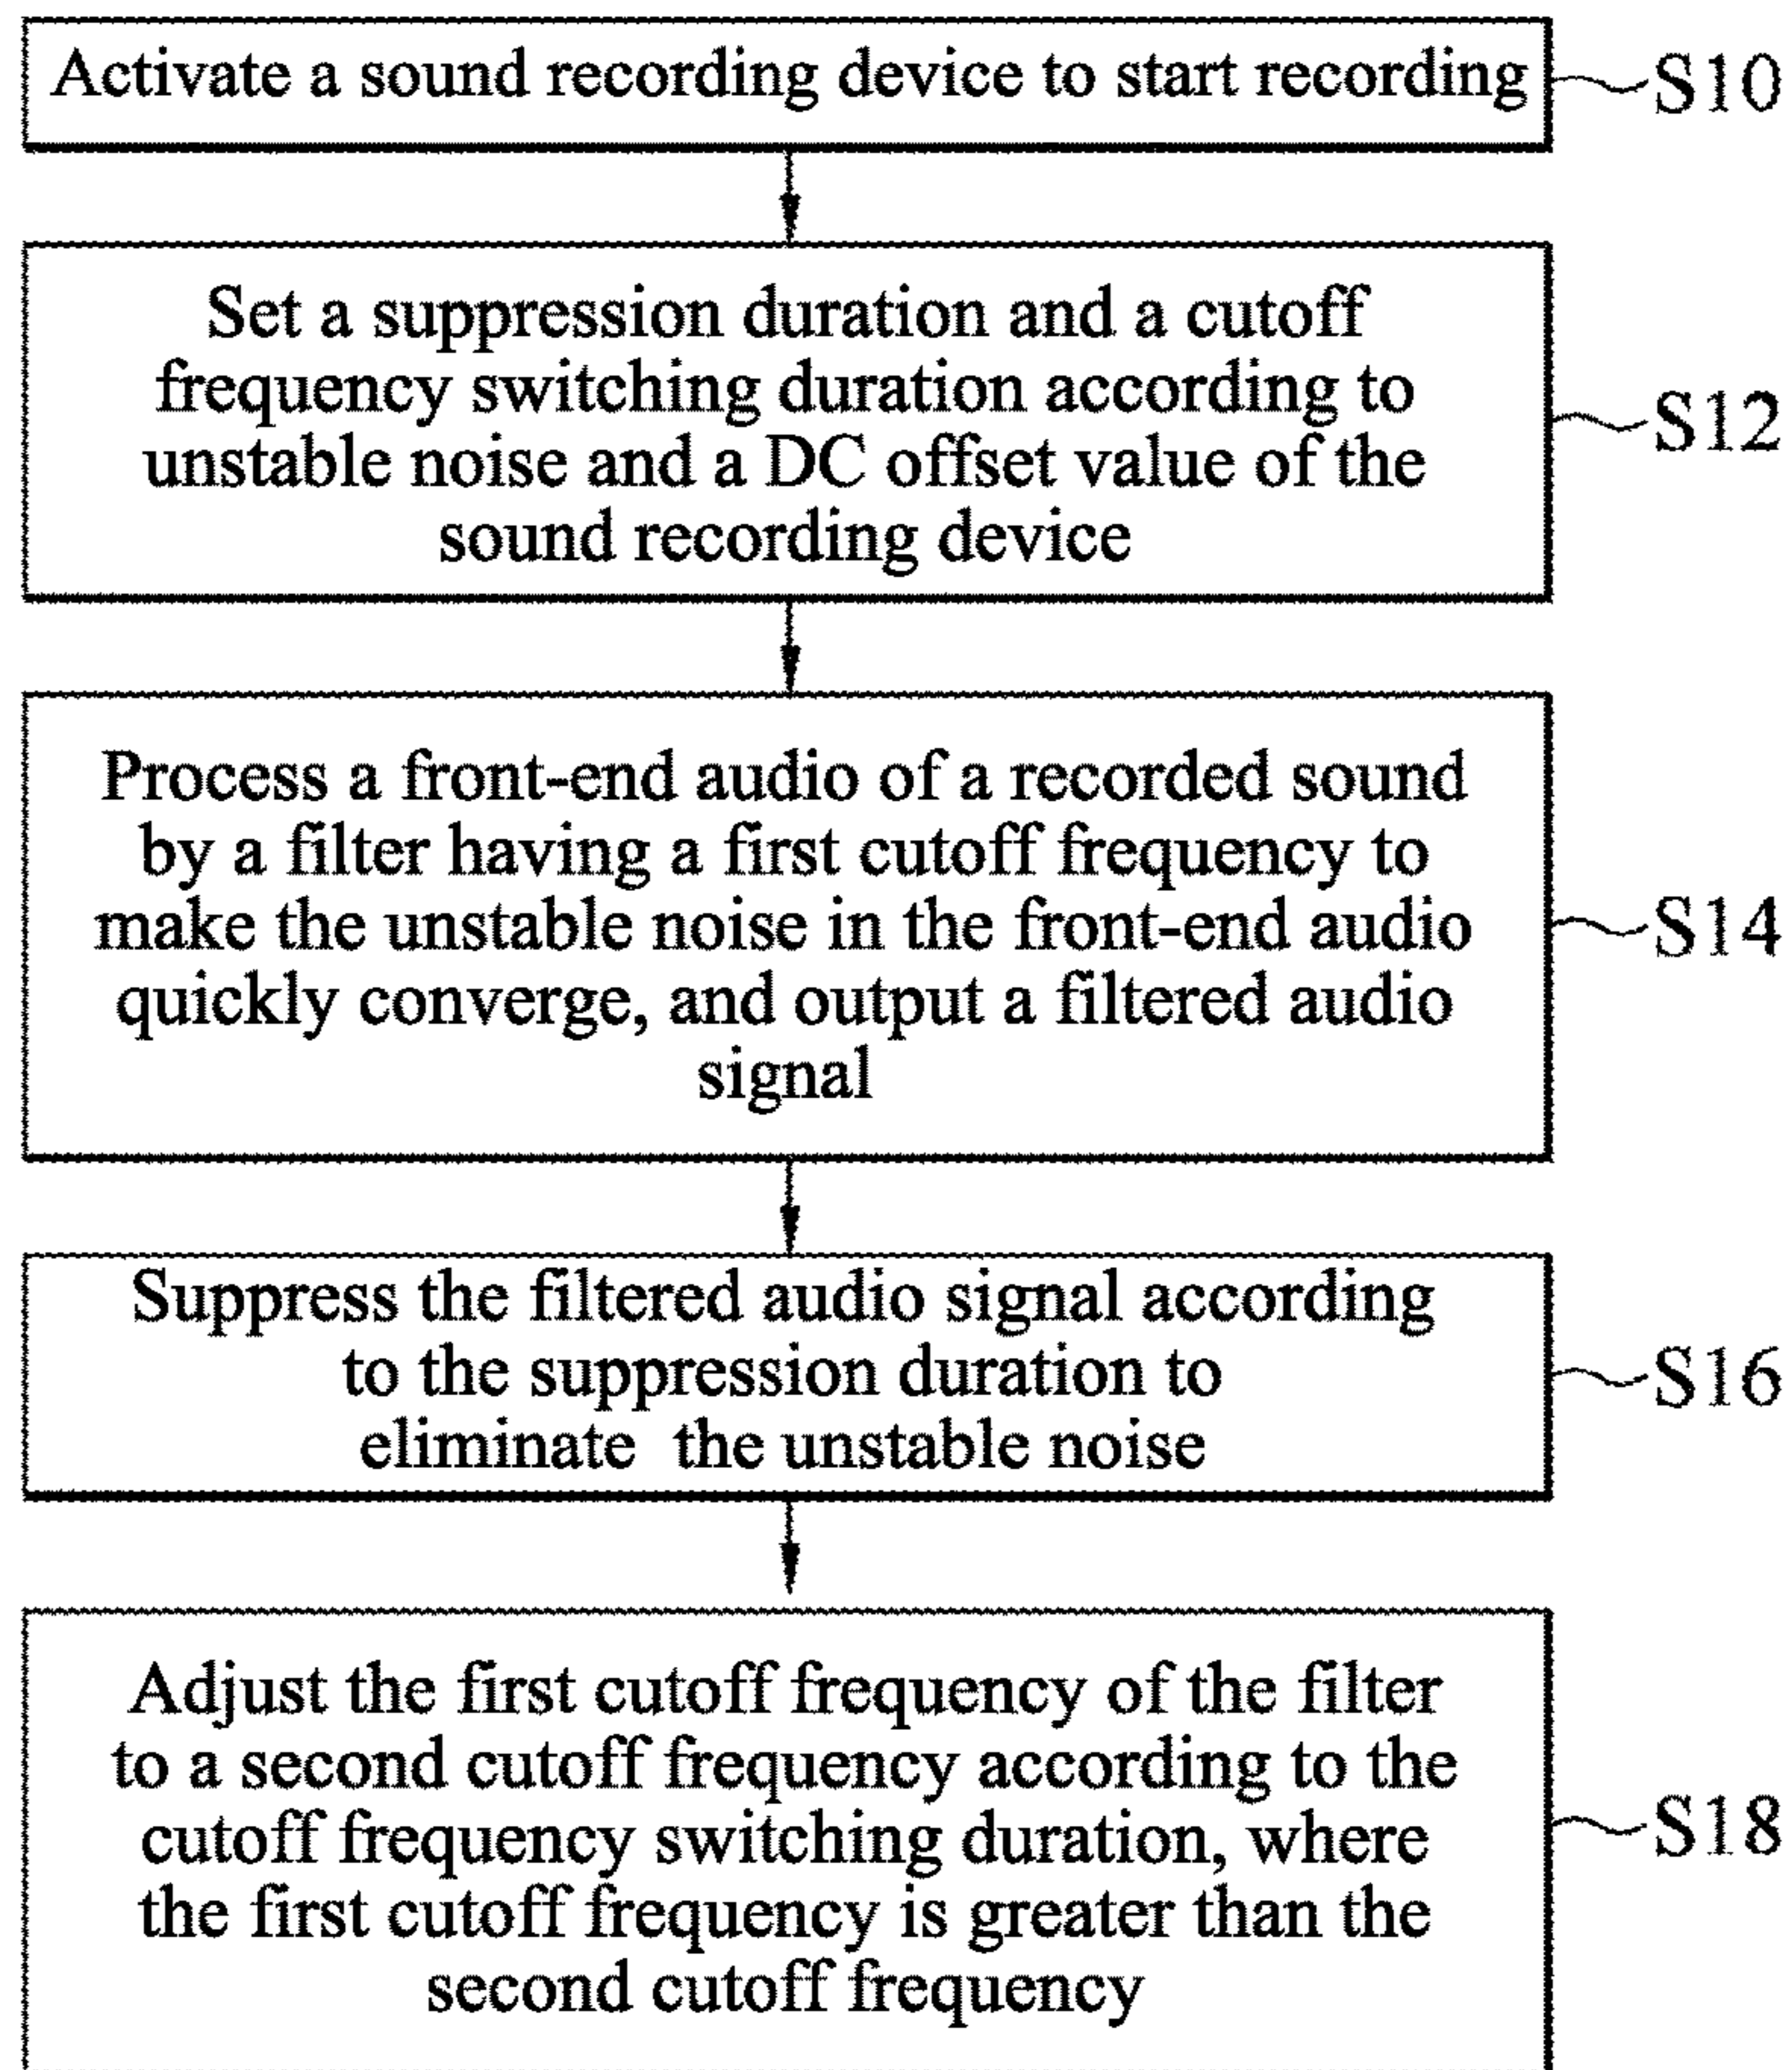 Activate a sound recording device to start recording
S10
Set a suppression duration and a cutoff
frequency switching duration according to
unstable noise and a DC offset value of the
sound recording device
S12
Process a front-end audio of a recorded sound
by a filter having a first cutoff frequency to
make the unstable noise in the front-end audio
quickly converge, and output a filtered audio
signal
S14
Suppress the filtered audio signal according
to the suppression duration to
eliminate the unstable noise
S16
Adjust the first cutoff frequency of the filter
to a second cutoff frequency according to the
cutoff frequency switching duration, where
the first cutoff frequency is greater than the
second cutoff frequency
S18